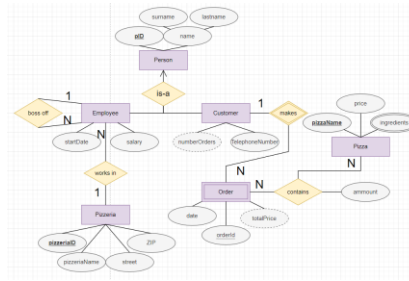 surname
lastname
pID
name
Person
is-a
1
boss off
N
Employee
Customer
1
makes
startDate
salary
N
numberOrders
TelephoneNumber
price
pizzaName
ingredients
Pizza
N
works in
1
N
Order
N
contains
ammount
Pizzeria
date
orderId
totalPrice
pizzeriaID
ZIP
pizzeriaName
street